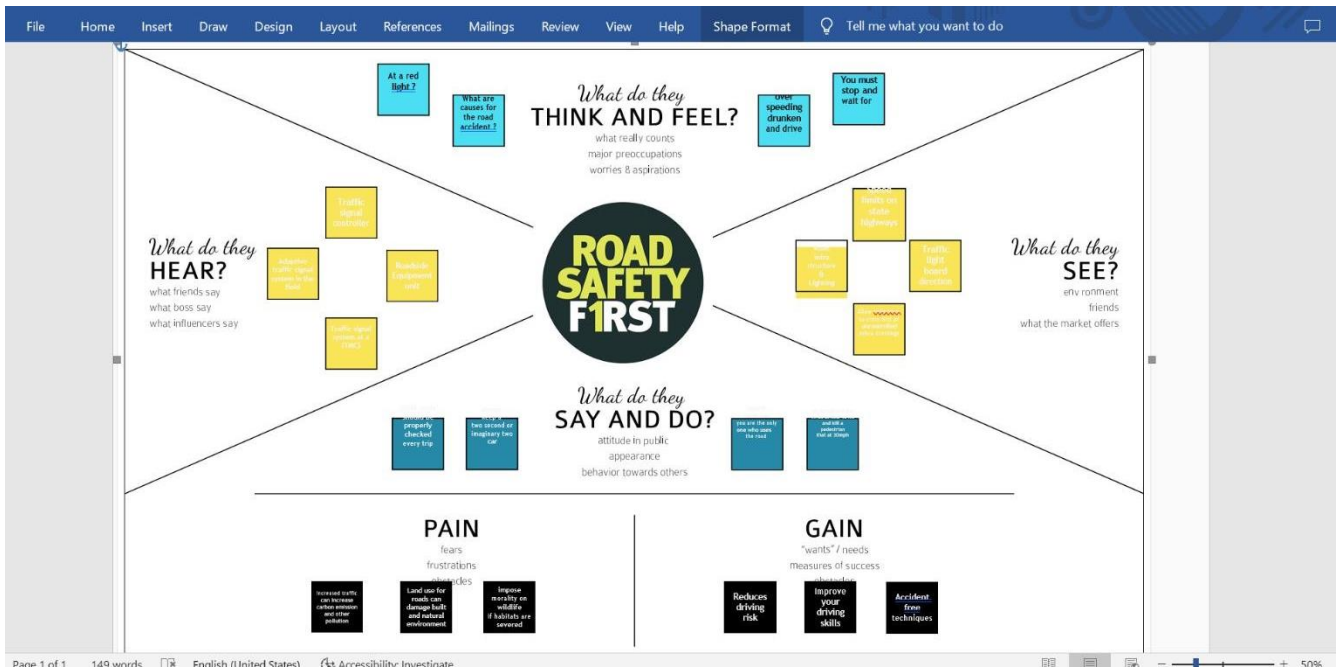 File Home Insert Draw Design Layout References Mailings Review View Help Shape Format Tell me what you want to do
At a red
light ?
What are
causes for
the road
accident ?
What do they
THINK AND FEEL?
what really counts
major preoccupations
worries & aspirations
over
speeding
drunken
and drive
You must
stop and
wait for
What do they
HEAR?
what friends say
what boss say
what influencers say
Traffic
signal
controller
Adaptive
traffic signal
Roadside
Equipment
unit
Traffic signal
ROAD
SAFETY
F1RST
limits on
state
highways
Lighting
Traffic
light
board
direction
What do they
SEE?
env ronment
friends
what the market offers
What do they
SAY AND DO?
attitude in public
appearance
behavior towards others
properly
checked
every trip
two second or
imaginary two
car
you are the only
one who uses
the road
and kill a
pedestrian
that at 30mph
PAIN
fears
frustrations
obstacles
Increased traffic
can increase
carbon emission
and other
pollution
Land use for
roads can
damage built
and natural
environment
Impose
morality on
wildlife
if habitats are
severed
GAIN
"wants" / needs
measures of success
obstacles
Reduces
driving
risk
Improve
your
driving
skills
Accident
free
techniques
Page 1 of 1 149 words English (United States) Accessibility: Investigate 50%